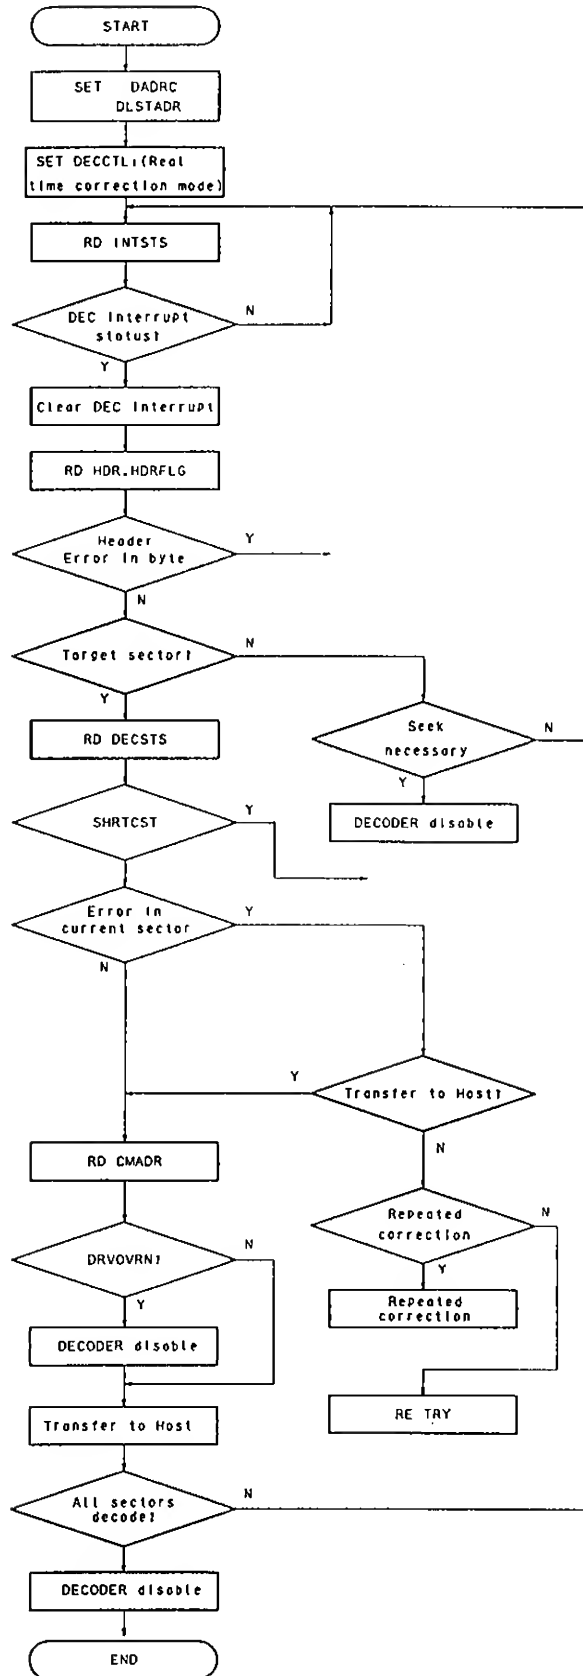 START
SET DADRC
DLSTADR
SET DECCTL:(Real
time correction mode)
RD INTSTS
DEC Interrupt
status?
N
Y
Clear DEC Interrupt
RD HDR.HDRFLG
Header
Error in byte
Y
N
Target sector?
N
Y
RD DECSTS
Seek
necessary
N
Y
DECODER disable
SHRTCST
Y
Error in
current sector
Y
N
Transfer to Host?
Y
N
RD CMADR
Repeated
correction
N
Y
DRVOVRN?
N
Y
Repeated
correction
DECODER disable
Transfer to Host
RE TRY
All sectors
decode?
N
DECODER disable
END